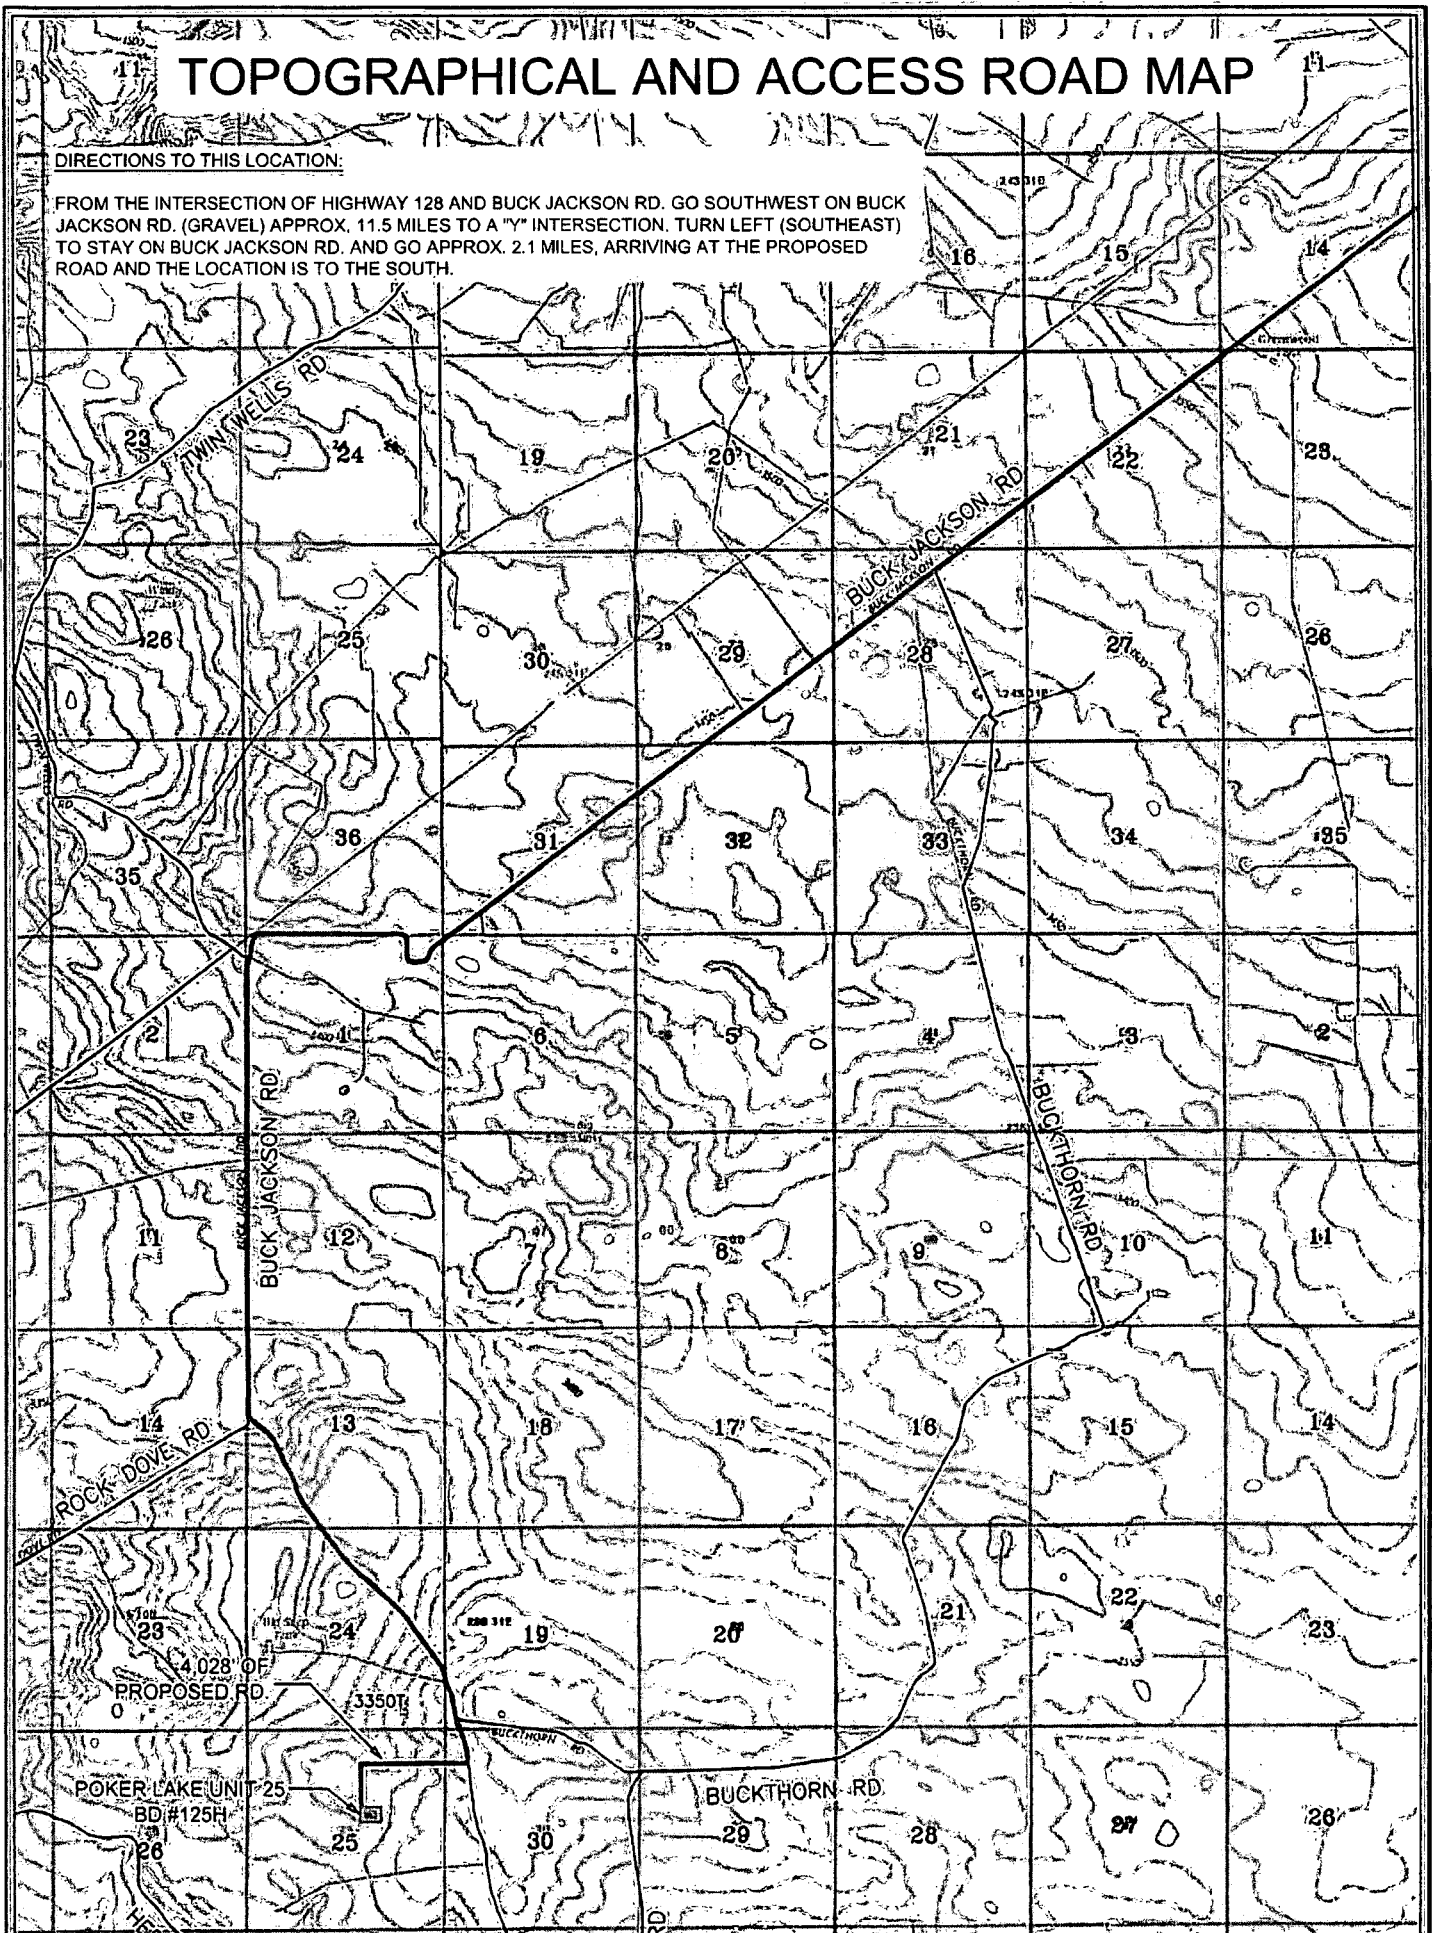 TOPOGRAPHICAL AND ACCESS ROAD MAP
11
11
DIRECTIONS TO THIS LOCATION:
FROM THE INTERSECTION OF HIGHWAY 128 AND BUCK JACKSON RD. GO SOUTHWEST ON BUCK
JACKSON RD. (GRAVEL) APPROX. 11.5 MILES TO A "Y" INTERSECTION. TURN LEFT (SOUTHEAST)
TO STAY ON BUCK JACKSON RD. AND GO APPROX. 2.1 MILES, ARRIVING AT THE PROPOSED
ROAD AND THE LOCATION IS TO THE SOUTH.
16
15
14
TWIN WELLS RD
23
24
19
20
21
22
23
BUCK JACKSON RD
BUCK JACKSON RD
26
25
30
29
28
27
26
RD
35
36
31
32
33
34
35
BUCKTHORN
2
1
6
5
4
3
2
BUCK JACKSON RD
BUCKTHORN RD
11
12
7
8
9
10
11
14
13
18
17
16
15
14
ROCK DOVE RD
23
24
19
20
21
22
23
4,028' OF
PROPOSED RD
BUCKTHORN RD
POKER LAKE UNIT 25
BD #125H
BUCKTHORN RD
26
25
30
29
28
27
26
RD